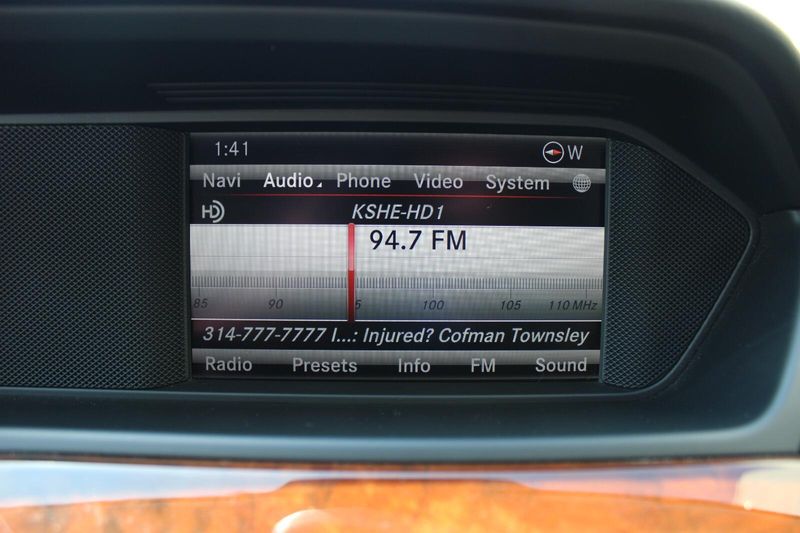 1:41 W
Navi Audio Phone Video System
HD KSHE-HD1
94.7 FM
85 90 5 100 105 110 MHz
314-777-7777 I...: Injured? Cofman Townsley
Radio Presets Info FM Sound